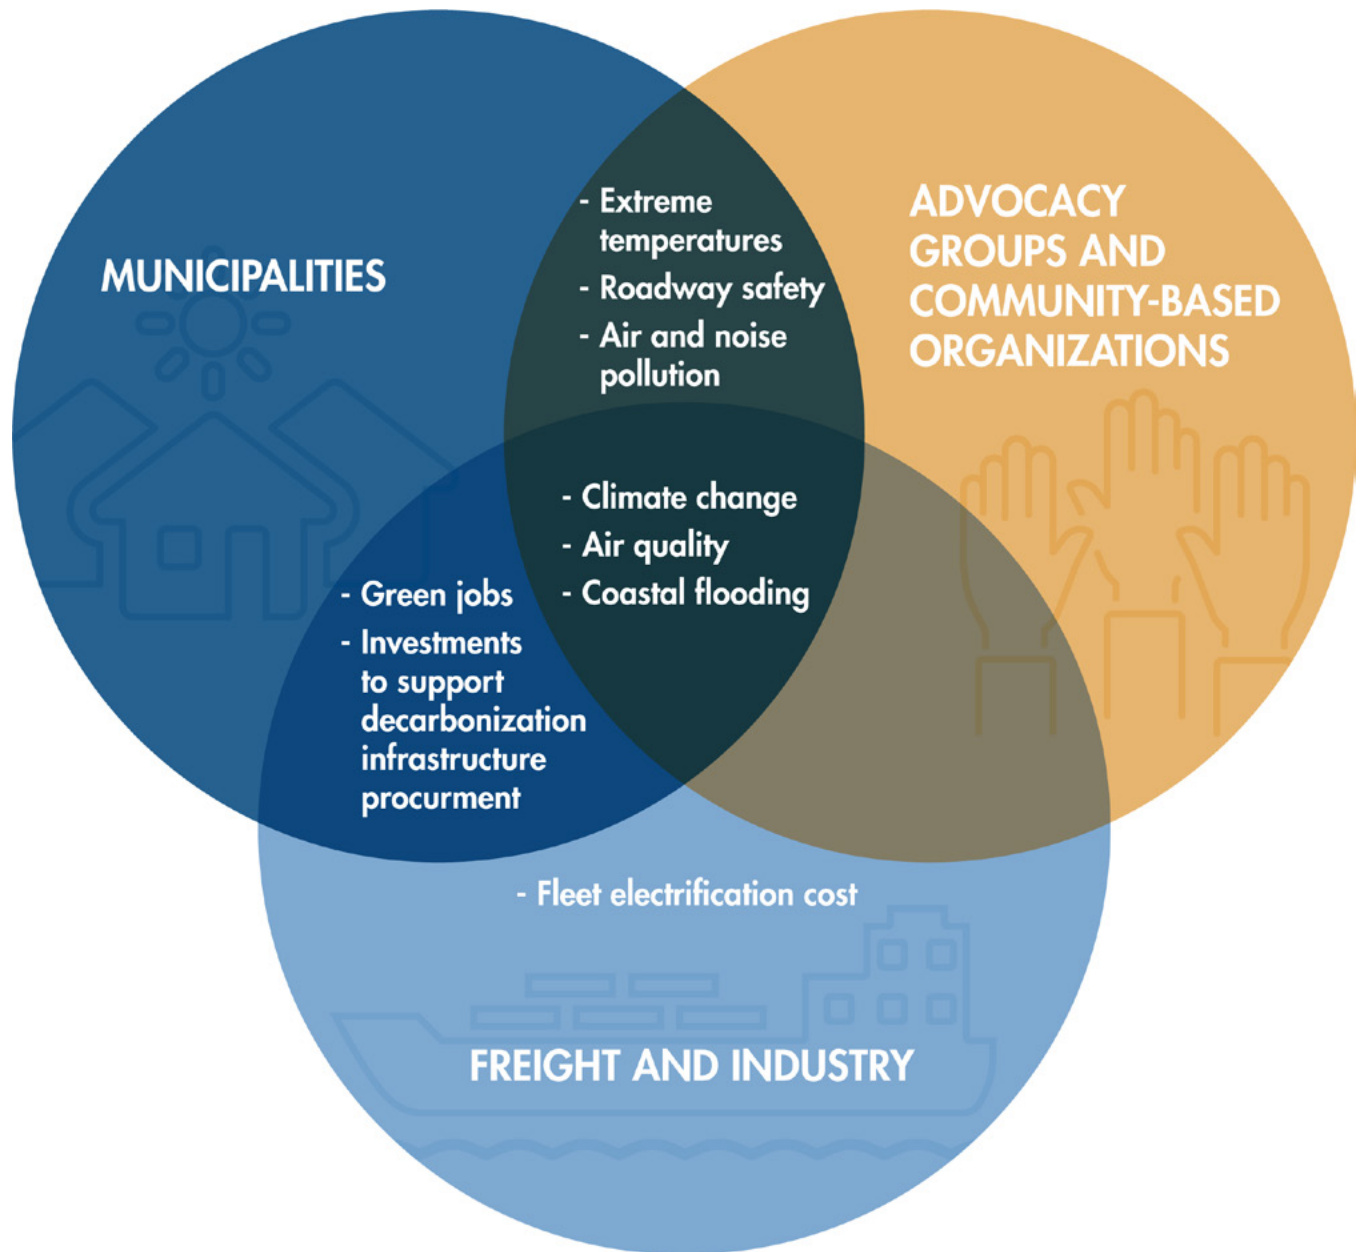 MUNICIPALITIES
ADVOCACY
GROUPS AND
COMMUNITY-BASED
ORGANIZATIONS
- Extreme
temperatures
- Roadway safety
- Air and noise
pollution
- Climate change
- Air quality
- Coastal flooding
- Green jobs
- Investments
to support
decarbonization
infrastructure
procurment
- Fleet electrification cost
FREIGHT AND INDUSTRY